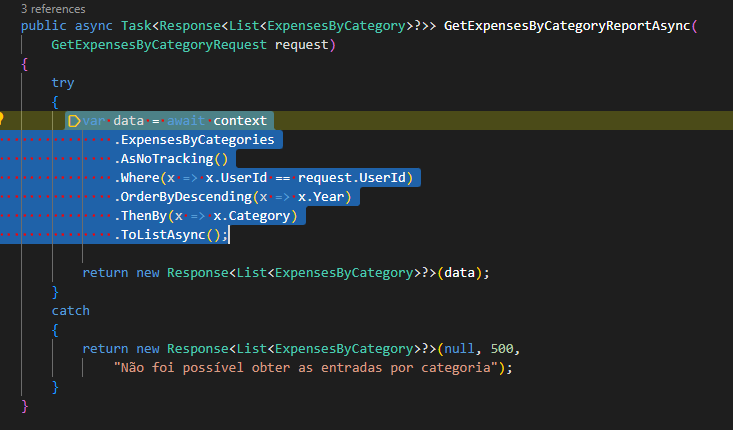 3 references
public async Task<Response<List<ExpensesByCategory>?>> GetExpensesByCategoryReportAsync(
GetExpensesByCategoryRequest request)
{
try
{
var data = await context
.ExpensesByCategories
.AsNoTracking()
.Where(x => x.UserId == request.UserId)
.OrderByDescending(x => x.Year)
.ThenBy(x => x.Category)
.ToListAsync();
return new Response<List<ExpensesByCategory>?>(data);
}
catch
{
return new Response<List<ExpensesByCategory>?>(null, 500,
"Não foi possível obter as entradas por categoria");
}
}